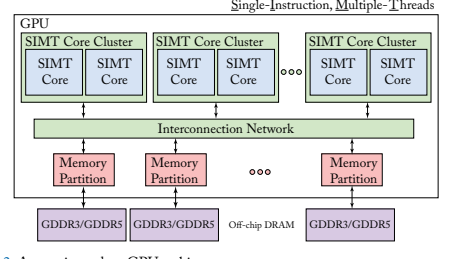 Single-Instruction, Multiple-Threads
GPU
SIMT Core Cluster
SIMT Core
SIMT Core
SIMT Core Cluster
SIMT Core
SIMT Core
SIMT Core Cluster
SIMT Core
SIMT Core
Interconnection Network
Memory Partition
Memory Partition
Memory Partition
GDDR3/GDDR5
GDDR3/GDDR5
Off-chip DRAM
GDDR3/GDDR5